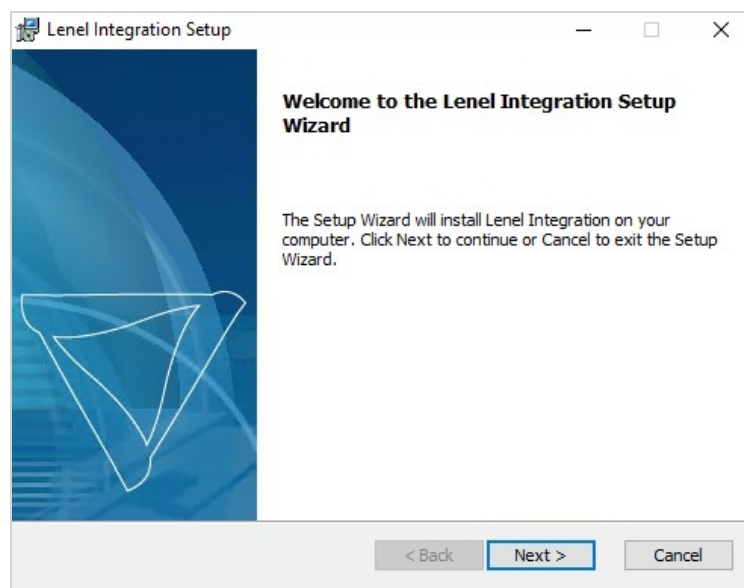 Lenel Integration Setup
Welcome to the Lenel Integration Setup
Wizard
The Setup Wizard will install Lenel Integration on your
computer. Click Next to continue or Cancel to exit the Setup
Wizard.
< Back Next > Cancel